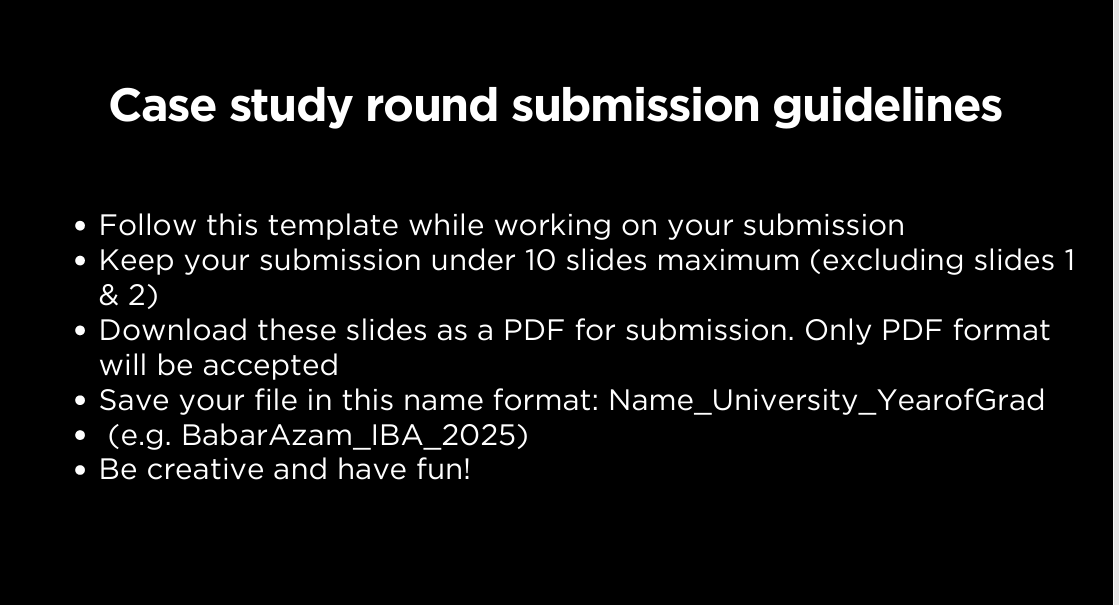 Case study round submission guidelines
• Follow this template while working on your submission
• Keep your submission under 10 slides maximum (excluding slides 1
& 2)
• Download these slides as a PDF for submission. Only PDF format
will be accepted
• Save your file in this name format: Name_University_YearofGrad
• (e.g. BabarAzam_IBA_2025)
• Be creative and have fun!